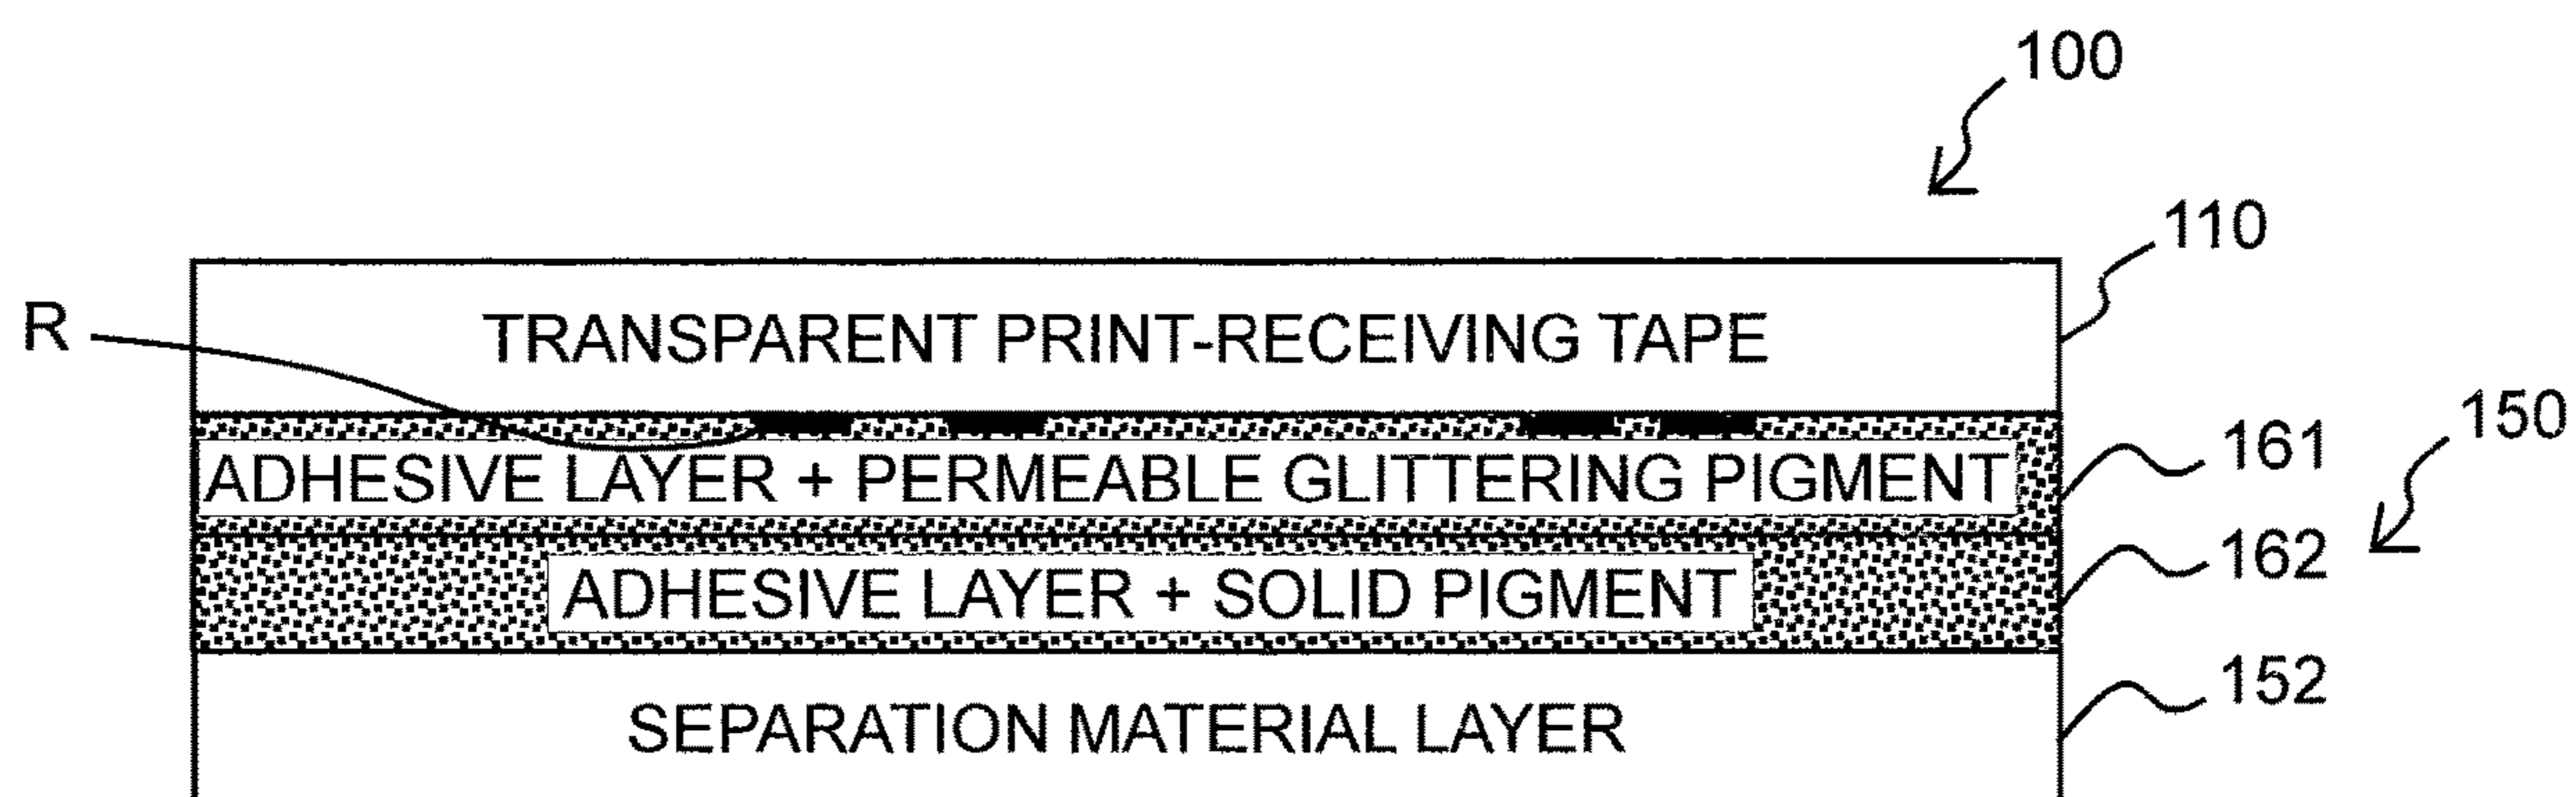 100
110
TRANSPARENT PRINT-RECEIVING TAPE
R
150
161
ADHESIVE LAYER + PERMEABLE GLITTERING PIGMENT
162
ADHESIVE LAYER + SOLID PIGMENT
152
SEPARATION MATERIAL LAYER